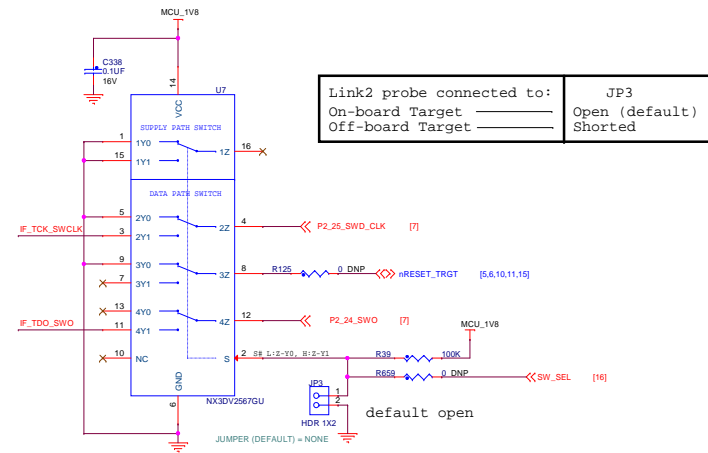 MCU_1V8
C338
0.1UF
16V
14
U7
VCC
Link2 probe connected to: JP3
On-board Target Open (default)
Off-board Target Shorted
SUPPLY PATH SWITCH
1 1Y0
15 1Y1
1Z 16
DATA PATH SWITCH
5 2Y0
IF_TCK_SWCLK 3 2Y1
2Z 4 P2_25_SWD_CLK [7]
9 3Y0
7 3Y1
3Z 8 R125 0 DNP nRESET_TRGT [5,6,10,11,15]
13 4Y0
IF_TDO_SWO 11 4Y1
4Z 12 P2_24_SWO [7]
MCU_1V8
10 NC
S 2 S# L:Z-Y0, H:Z-Y1
R39 100K
R659 0 DNP SW_SEL [16]
GND
6
NX3DV2567GU
JP3
1
2
HDR 1X2
default open
JUMPER (DEFAULT) = NONE